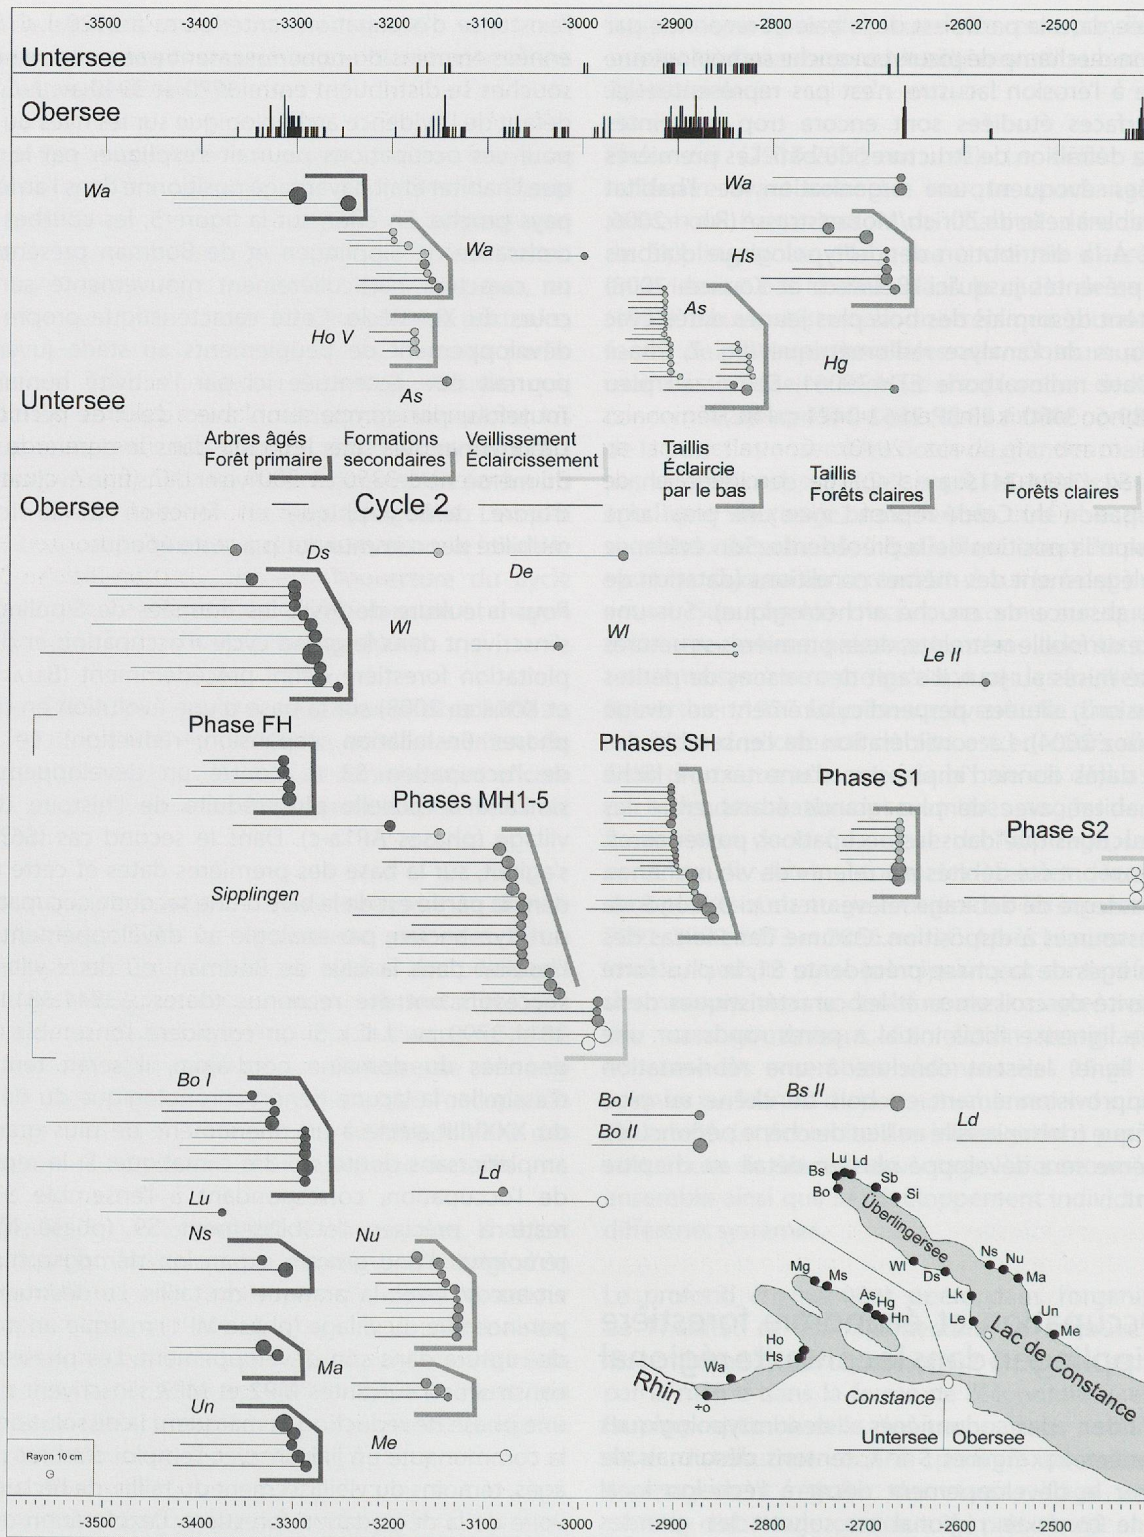 -3500 -3400 -3300 -3200 -3100 -3000 -2900 -2800 -2700 -2600 -2500
Untersee
Obersee
Wa
Wa
Wa
Hs
As
Ho V
Hg
As
Untersee
Arbres âgés
Forêt primaire
Formations
secondaires
Veillissement
Éclaircissement
Taillis
Éclaircie
par le bas
Taillis
Forêts claires
Forêts claires
Obersee
Cycle 2
Ds
De
Wl
Wl
Le II
Phase FH
Phases SH
Phases MH1-5
Phase S1
Phase S2
Sipplingen
Bo I
Bo I
Bo II
Bs II
Ld
Lu
Ld
Ns
Nu
Ma
Un
Me
Rayon 10 cm
Lu Ld
Bs
Bo
Sb
Si
Überlingersee
Wl
Ds
Ns
Nu
Ma
Mg
Ms
As
Hg
Hn
Lk
Le
Un
Me
Lac de Constance
Ho
Hs
Wa
Rhin
Constance
Untersee
Obersee
-3500 -3400 -3300 -3200 -3100 -3000 -2900 -2800 -2700 -2600 -2500